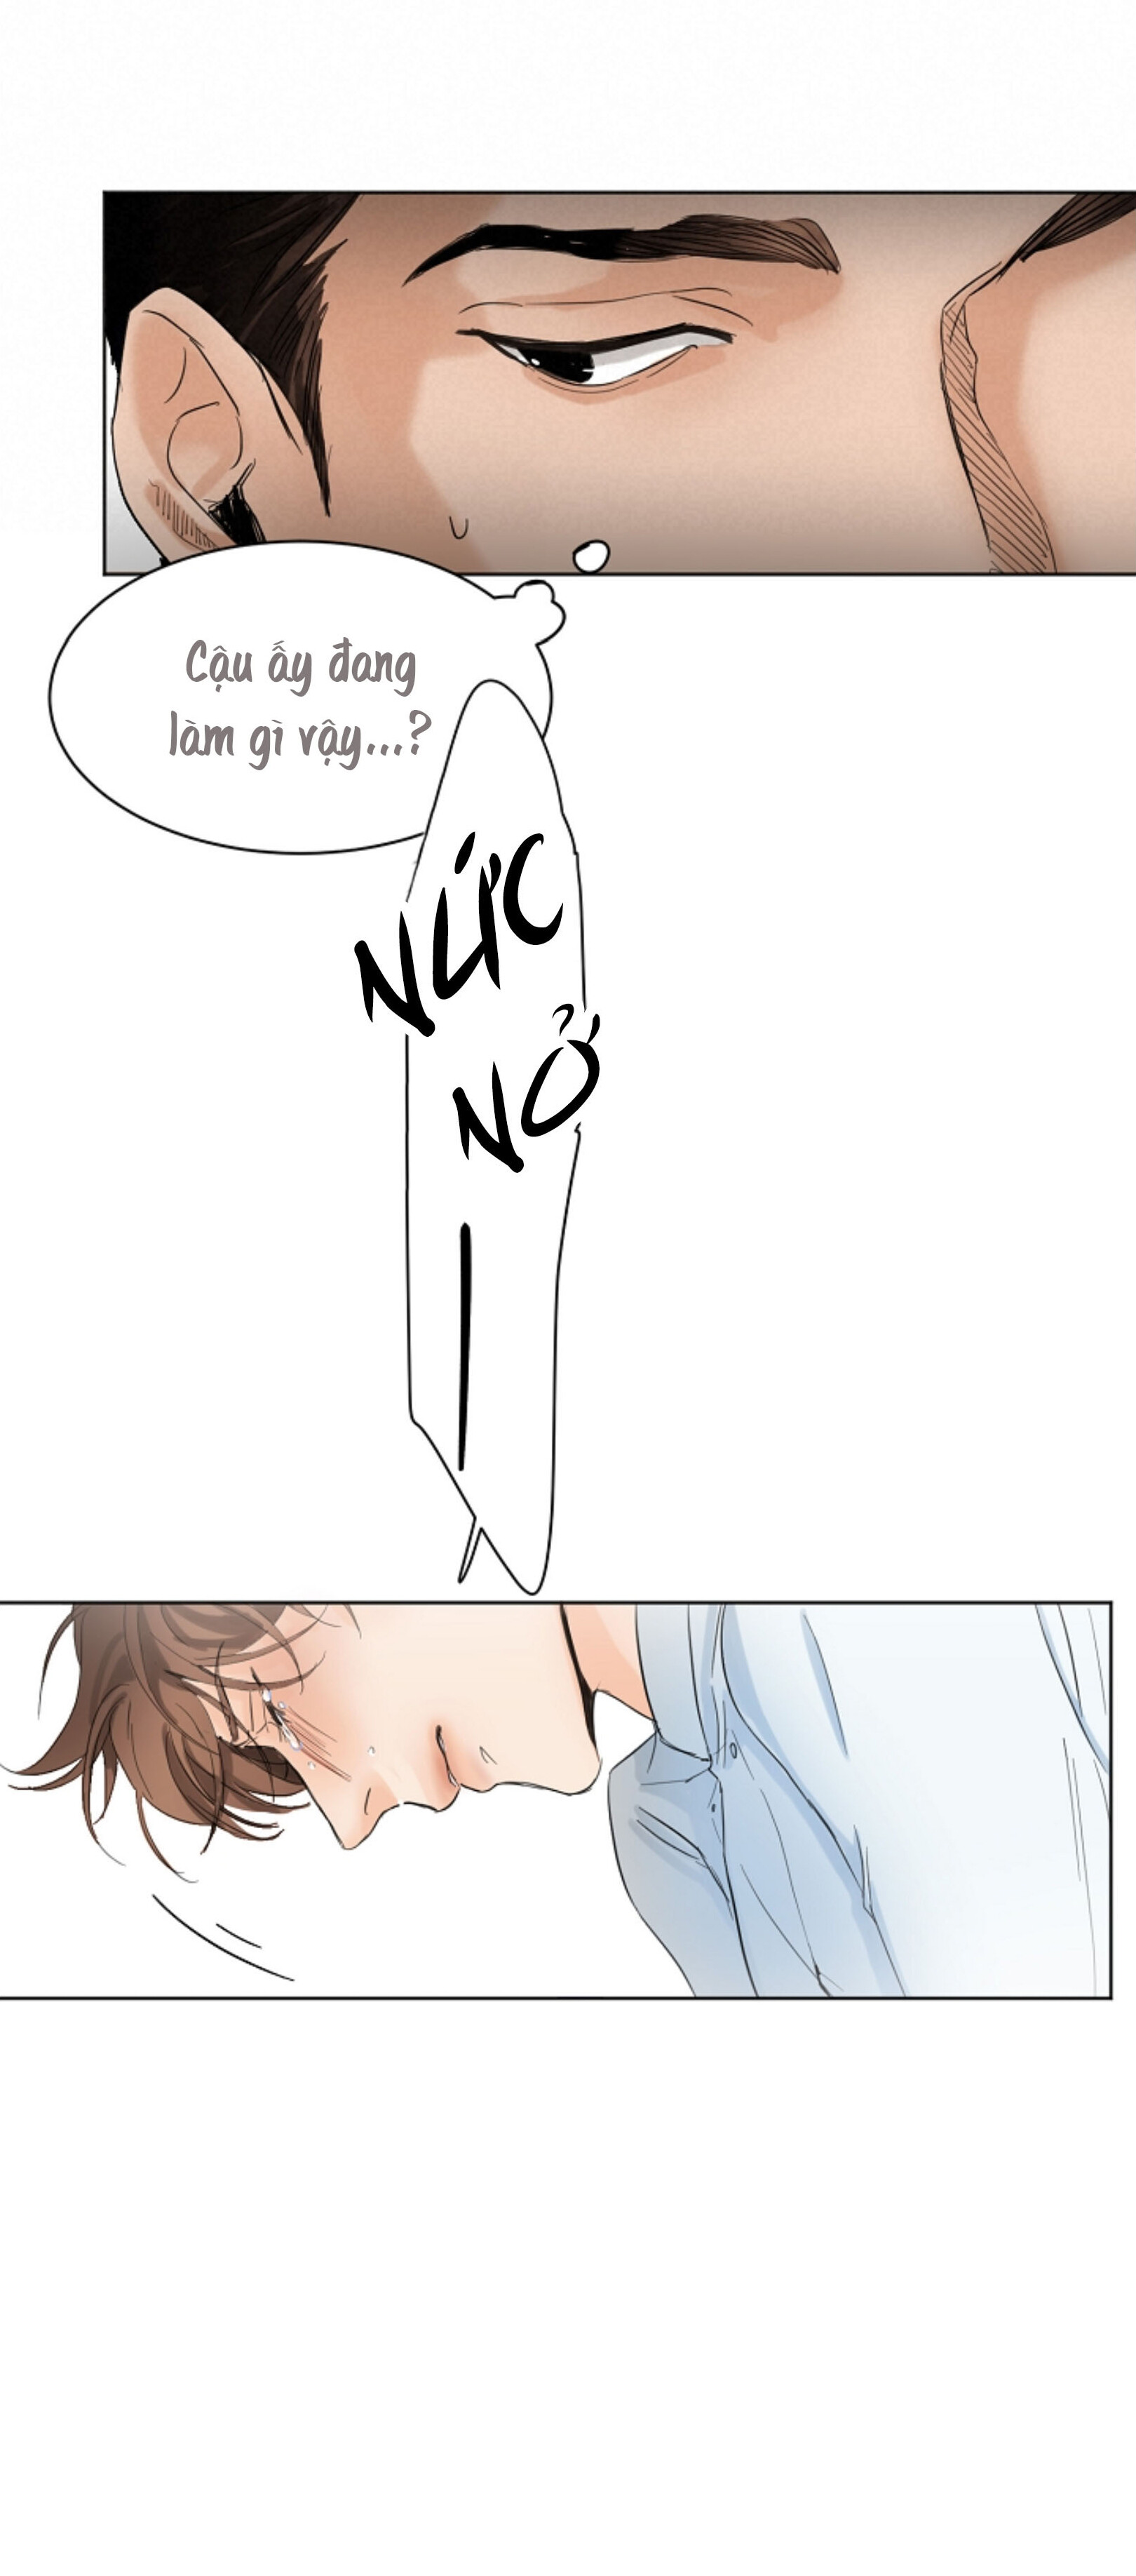 Cậu ấy đang
làm gì vậy...?
NỨC
NỞ